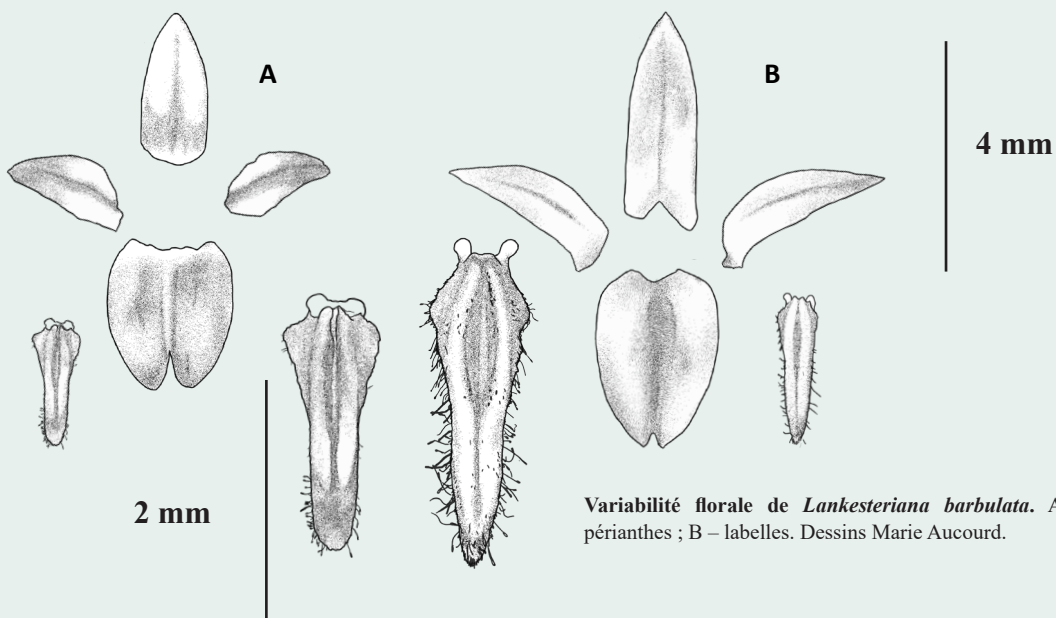 A
B
4 mm
2 mm
Variabilité florale de Lankesteriana barbulata. A
périanthes ; B – labelles. Dessins Marie Aucourd.